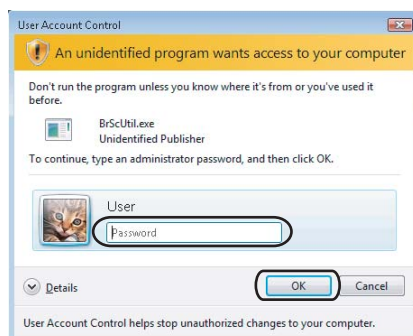 User Account Control
An unidentified program wants access to your computer
Don't run the program unless you know where it's from or you've used it
before.
BrScUtil.exe
Unidentified Publisher
To continue, type an administrator password, and then click OK.
User
Password
Details
OK
Cancel
User Account Control helps stop unauthorized changes to your computer.